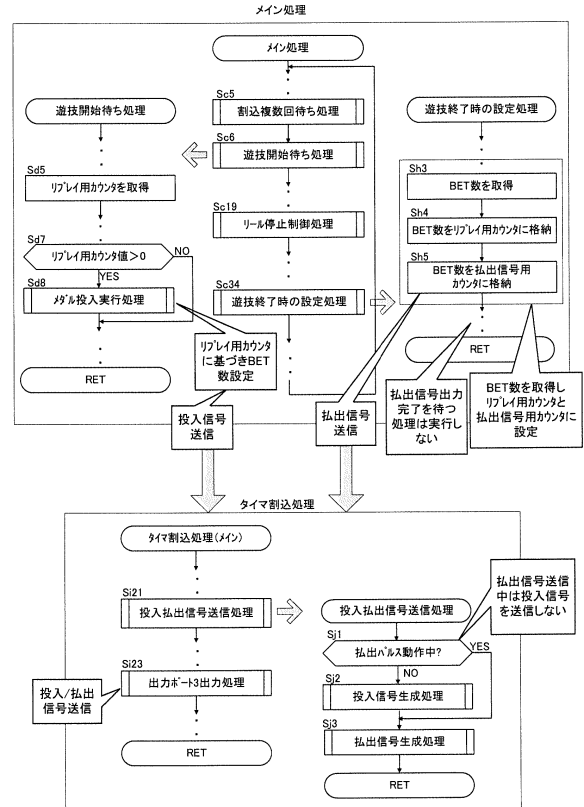 メイン処理
メイン処理
Sc5
割込複数回待ち処理
Sc6
遊技開始待ち処理
Sc19
リール停止制御処理
Sc34
遊技終了時の設定処理
遊技開始待ち処理
Sd5
リプレイ用カウンタを取得
Sd7
リプレイ用カウンタ値>0
NO
YES
Sd8
メダル投入実行処理
RET
リプレイ用カウンタ
に基づきBET
数設定
投入信号
送信
遊技終了時の設定処理
Sh3
BET数を取得
Sh4
BET数をリプレイ用カウンタに格納
Sh5
BET数を払出信号用
カウンタに格納
RET
払出信号
送信
払出信号出力
完了を待つ
処理は実行し
ない
BET数を取得し
リプレイ用カウンタと
払出信号用カウンタに
設定
タイマ割込処理
タイマ割込処理(メイン)
Si21
投入払出信号送信処理
Si23
出力ポート3出力処理
RET
投入/払出
信号送信
投入払出信号送信処理
Sj1
払出パルス動作中?
YES
NO
Sj2
投入信号生成処理
Sj3
払出信号生成処理
RET
払出信号送信
中は投入信号
を送信しない